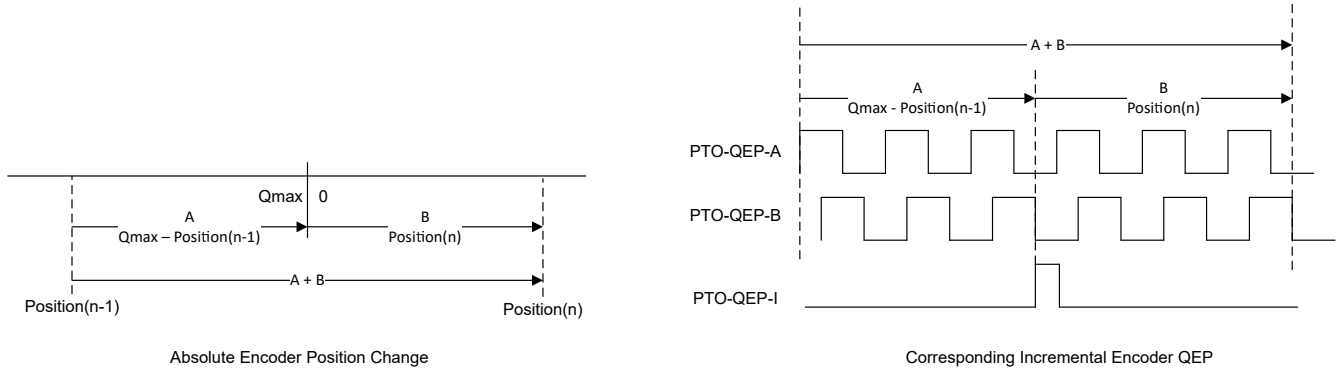 Qmax 0
A
Qmax – Position(n-1)
B
Position(n)
A + B
Position(n-1)
Position(n)
Absolute Encoder Position Change
A + B
A
Qmax - Position(n-1)
B
Position(n)
PTO-QEP-A
PTO-QEP-B
PTO-QEP-I
Corresponding Incremental Encoder QEP